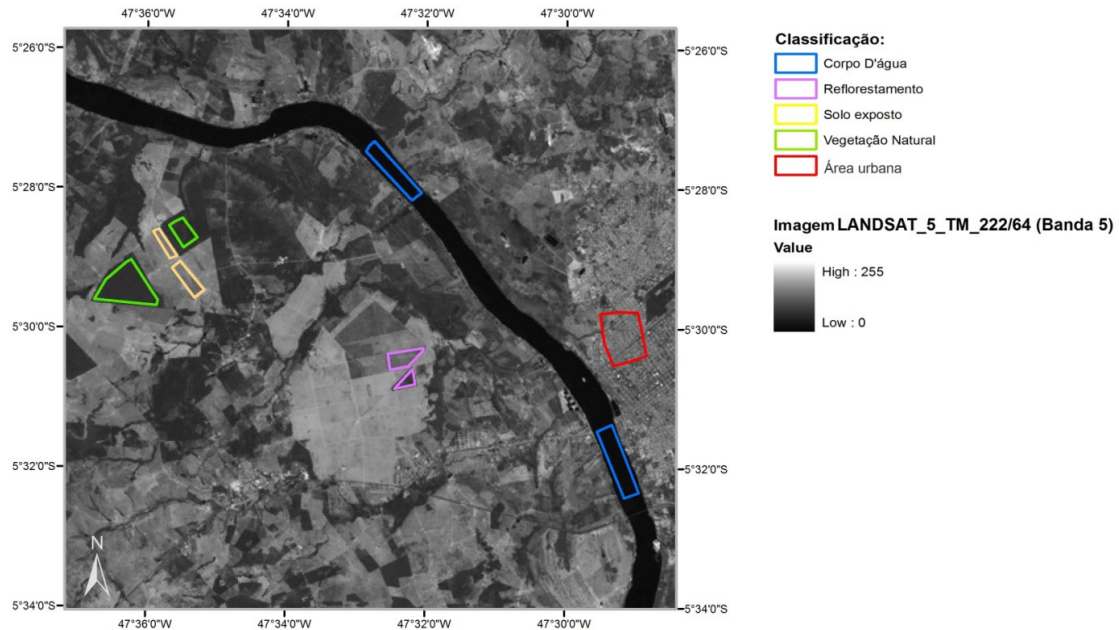 47°36'0"W 47°34'0"W 47°32'0"W 47°30'0"W
5°26'0"S 5°26'0"S
5°28'0"S 5°28'0"S
5°30'0"S 5°30'0"S
5°32'0"S 5°32'0"S
N
5°34'0"S 5°34'0"S
47°36'0"W 47°34'0"W 47°32'0"W 47°30'0"W
Classificação:
Corpo D'água
Reflorestamento
Solo exposto
Vegetação Natural
Área urbana
Imagem LANDSAT_5_TM_222/64 (Banda 5)
Value
High : 255
Low : 0